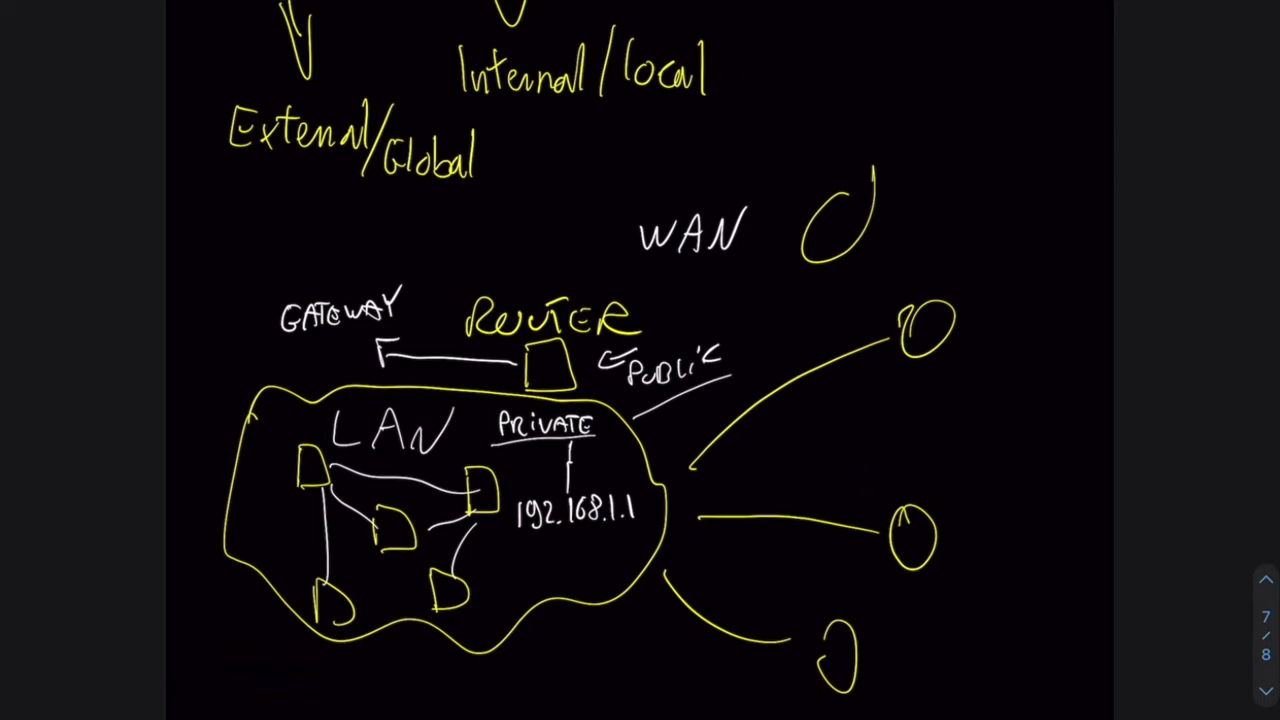 Internal/local
External/Global
WAN
GATEWAY
ROUTER
PUBLIC
LAN
PRIVATE
192.168.1.1
7
/
8